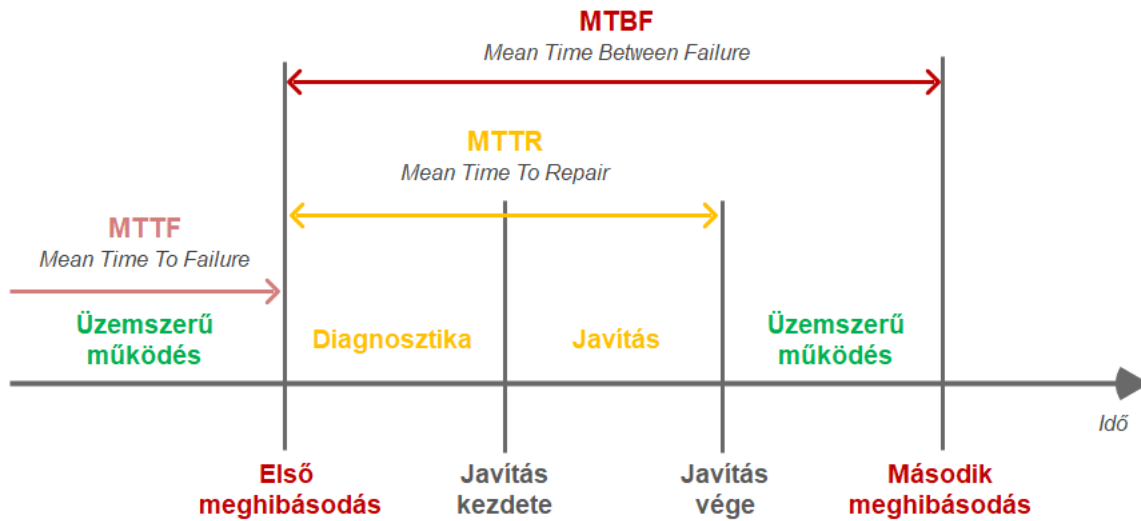 MTBF
Mean Time Between Failure
MTTR
Mean Time To Repair
MTTF
Mean Time To Failure
Üzemszerű
működés
Diagnosztika
Javítás
Üzemszerű
működés
Idő
Első
meghibásodás
Javítás
kezdete
Javítás
vége
Második
meghibásodás